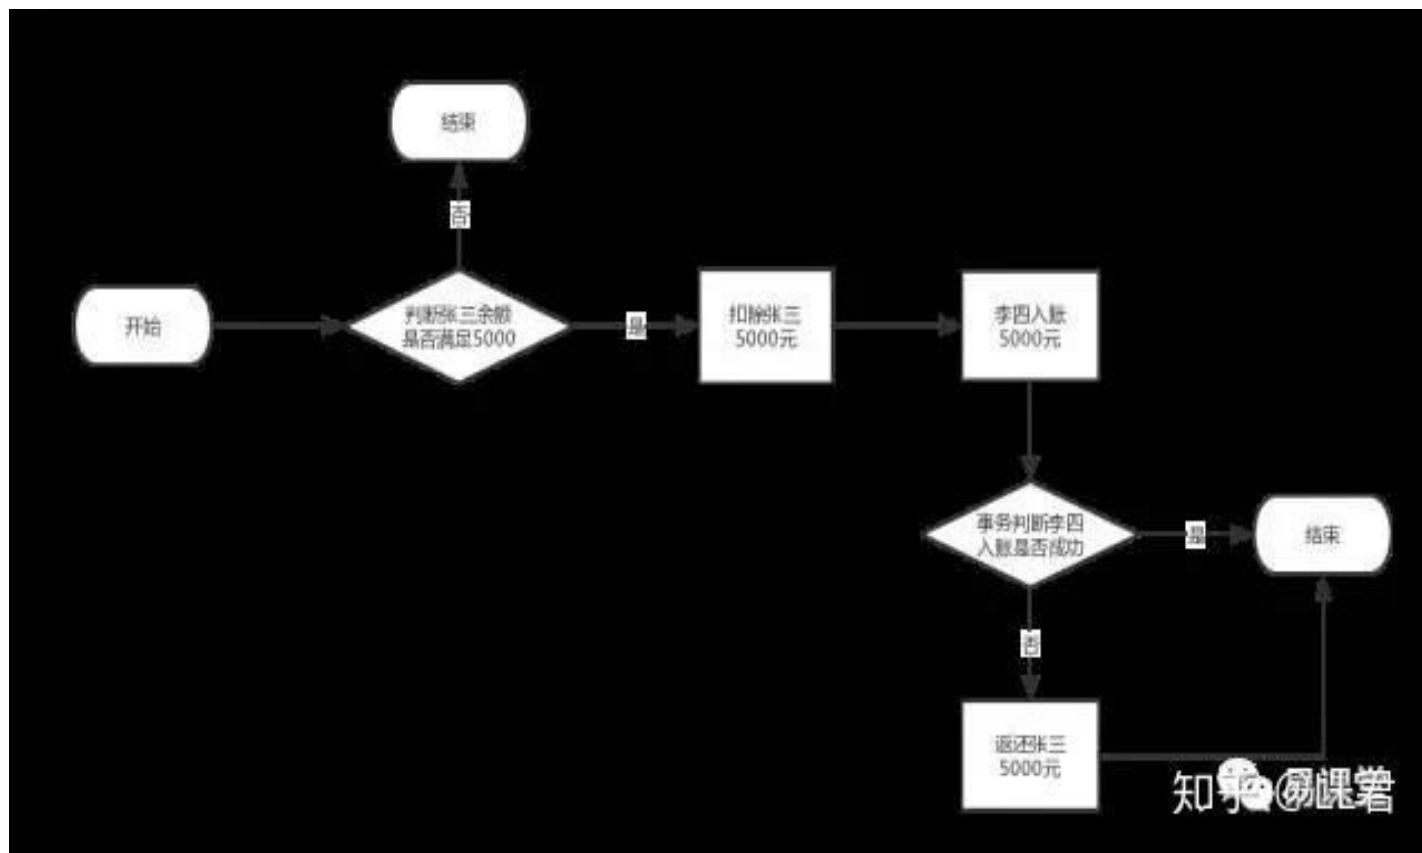 结束
否
开始
判断张三余额
是否满足5000
是
扣除张三
5000元
李四入账
5000元
事务判断李四
入账是否成功
是
结束
否
返还张三
5000元
知乎
易课堂